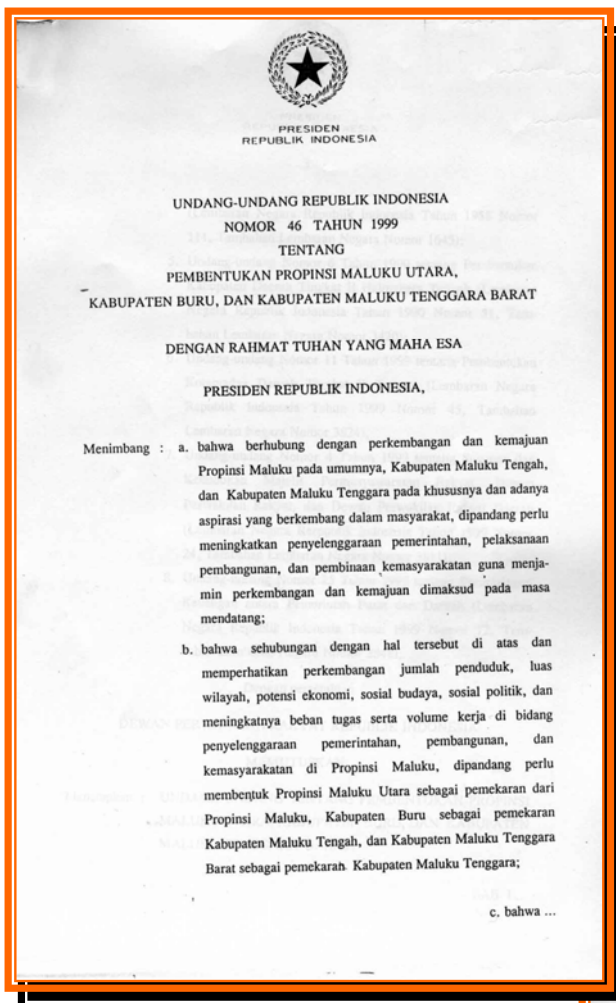 PRESIDEN
REPUBLIK INDONESIA
UNDANG-UNDANG REPUBLIK INDONESIA
NOMOR 46 TAHUN 1999
TENTANG
PEMBENTUKAN PROPINSI MALUKU UTARA,
KABUPATEN BURU, DAN KABUPATEN MALUKU TENGGARA BARAT
DENGAN RAHMAT TUHAN YANG MAHA ESA
PRESIDEN REPUBLIK INDONESIA,
Menimbang : a. bahwa berhubung dengan perkembangan dan kemajuan
Propinsi Maluku pada umumnya, Kabupaten Maluku Tengah,
dan Kabupaten Maluku Tenggara pada khususnya dan adanya
aspirasi yang berkembang dalam masyarakat, dipandang perlu
meningkatkan penyelenggaraan pemerintahan, pelaksanaan
pembangunan, dan pembinaan kemasyarakatan guna menja-
min perkembangan dan kemajuan dimaksud pada masa
mendatang;
b. bahwa sehubungan dengan hal tersebut di atas dan
memperhatikan perkembangan jumlah penduduk, luas
wilayah, potensi ekonomi, sosial budaya, sosial politik, dan
meningkatnya beban tugas serta volume kerja di bidang
penyelenggaraan pemerintahan, pembangunan, dan
kemasyarakatan di Propinsi Maluku, dipandang perlu
membentuk Propinsi Maluku Utara sebagai pemekaran dari
Propinsi Maluku, Kabupaten Buru sebagai pemekaran
Kabupaten Maluku Tengah, dan Kabupaten Maluku Tenggara
Barat sebagai pemekaran Kabupaten Maluku Tenggara;
c. bahwa ...